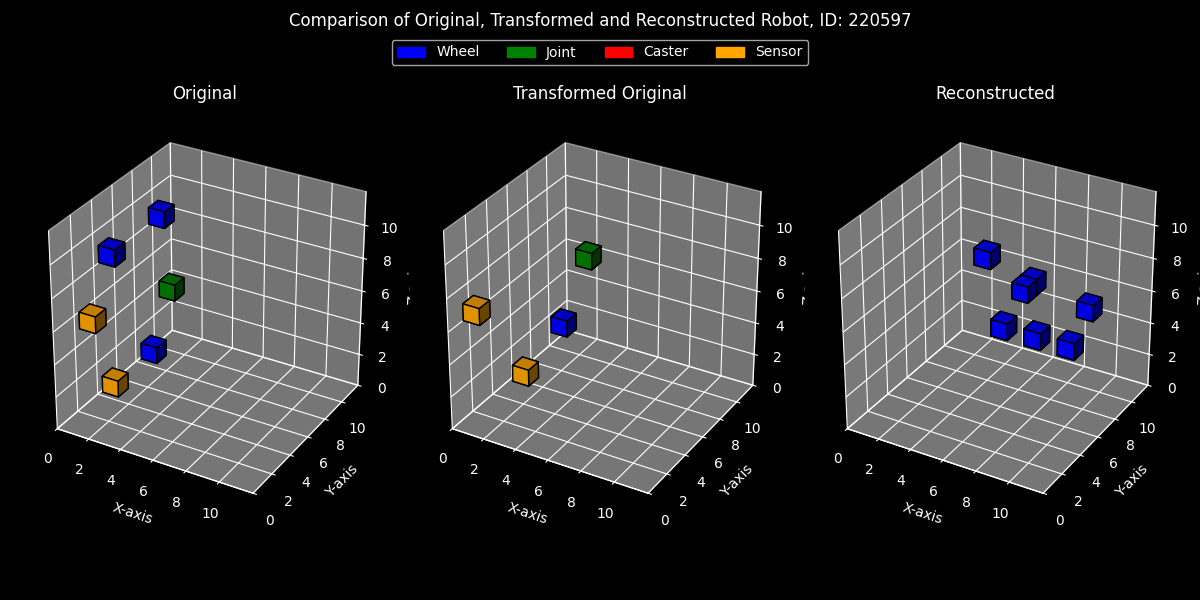 Comparison of Original, Transformed and Reconstructed Robot, ID: 220597
Wheel Joint Caster Sensor
Original
0 2 4 6 8 10
X-axis
0 2 4 6 8 10
Y-axis
0 2 4 6 8 10
Transformed Original
0 2 4 6 8 10
X-axis
0 2 4 6 8 10
Y-axis
0 2 4 6 8 10
Reconstructed
0 2 4 6 8 10
X-axis
0 2 4 6 8 10
Y-axis
0 2 4 6 8 10